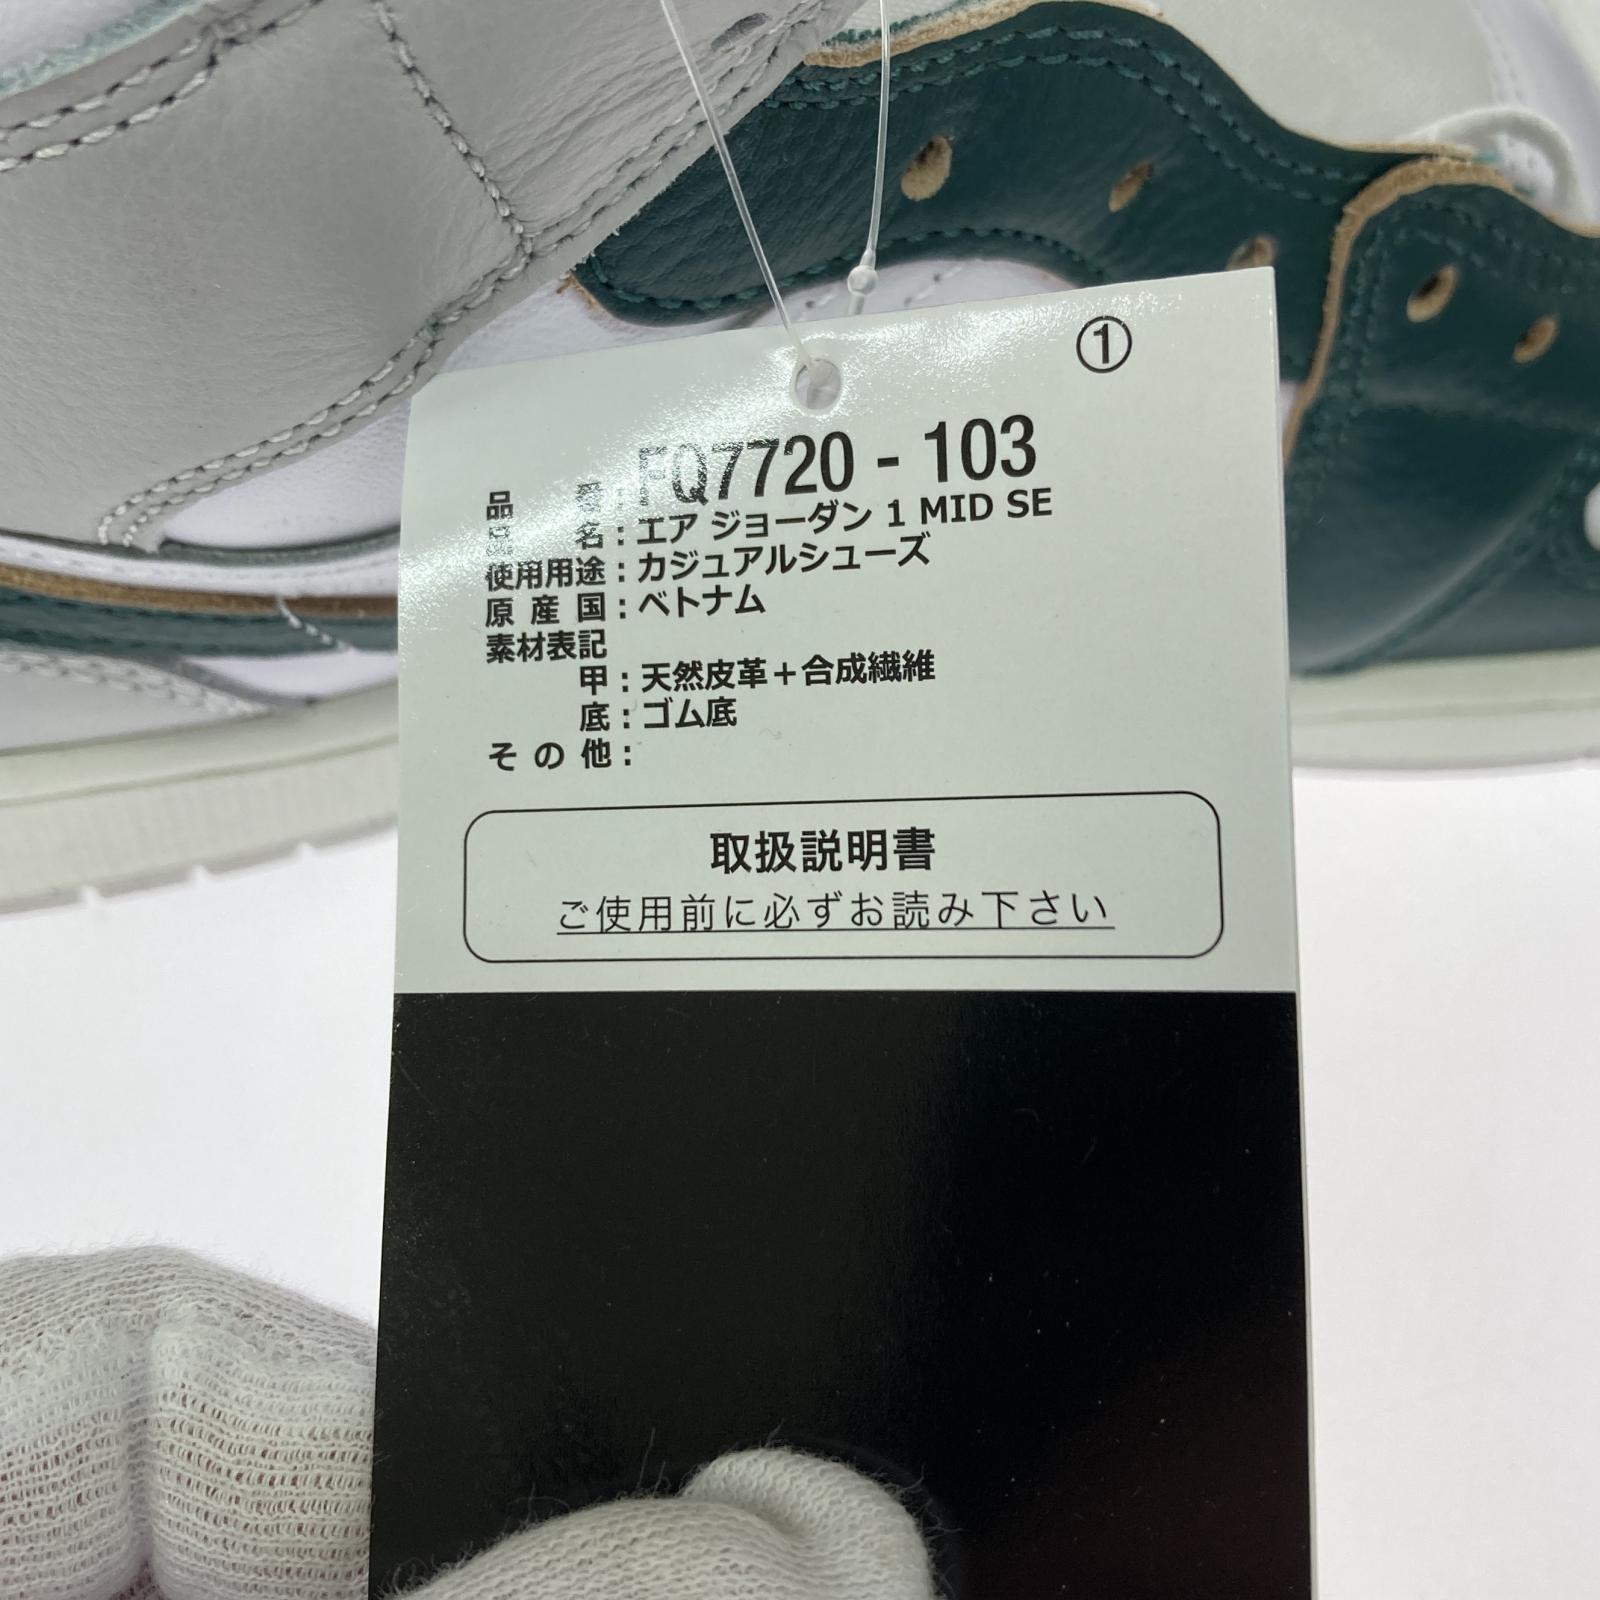 ①
品番：FQ7720 - 103
品名：エア ジョーダン 1 MID SE
使用用途：カジュアルシューズ
原産国：ベトナム
素材表記
甲：天然皮革＋合成繊維
底：ゴム底
その他：
取扱説明書
ご使用前に必ずお読み下さい